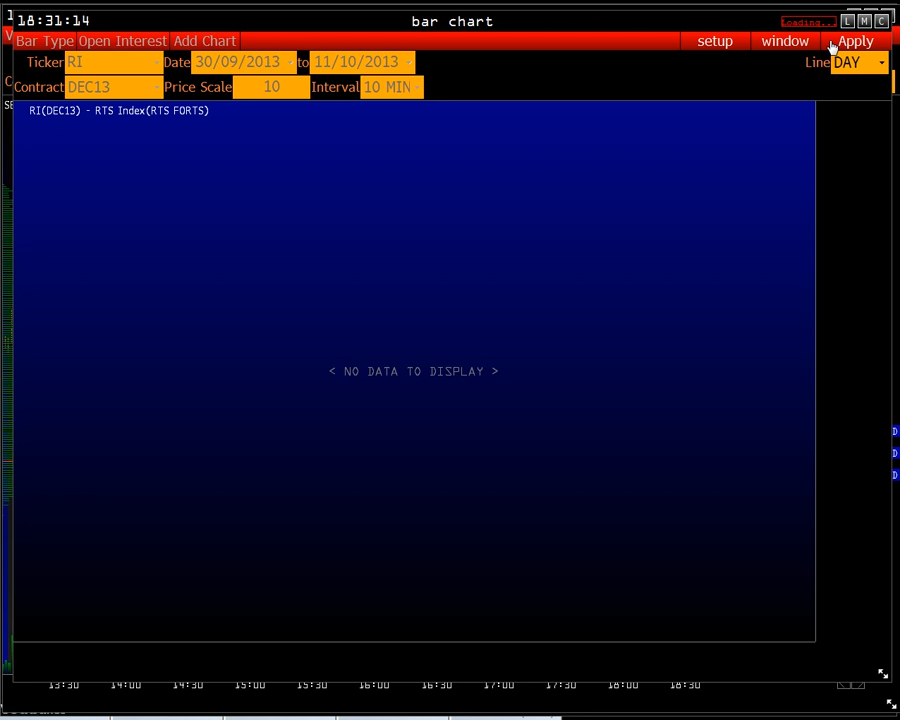 18:31:14 bar chart Loading... L M C
Bar Type Open Interest Add Chart setup window Apply
Ticker RI Date 30/09/2013 to 11/10/2013 Line DAY
Contract DEC13 Price Scale 10 Interval 10 MIN
RI(DEC13) - RTS Index(RTS FORTS)
< NO DATA TO DISPLAY >
D
D
D
13:30 14:00 14:30 15:00 15:30 16:00 16:30 17:00 17:30 18:00 18:30